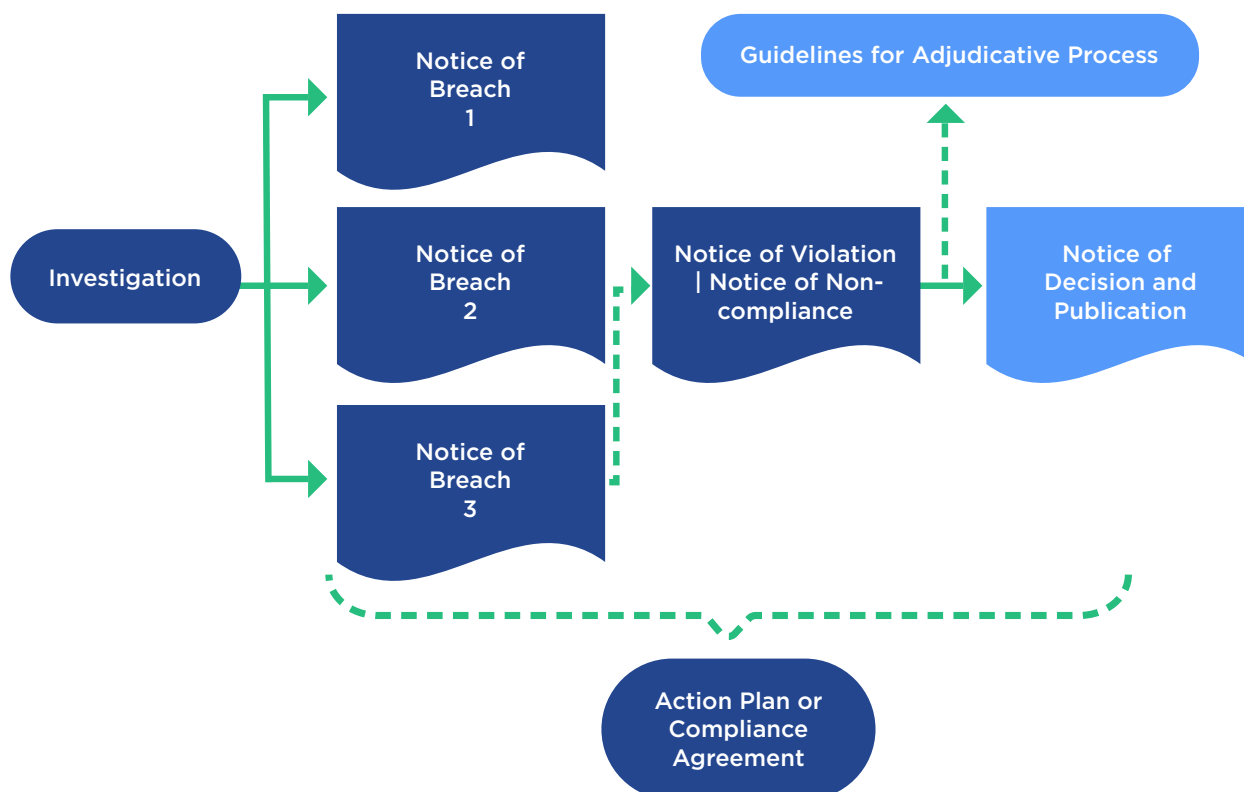 Notice of
Breach
1
Guidelines for Adjudicative Process
Investigation
Notice of
Breach
2
Notice of Violation
| Notice of Non-
compliance
Notice of
Decision and
Publication
Notice of
Breach
3
Action Plan or
Compliance
Agreement